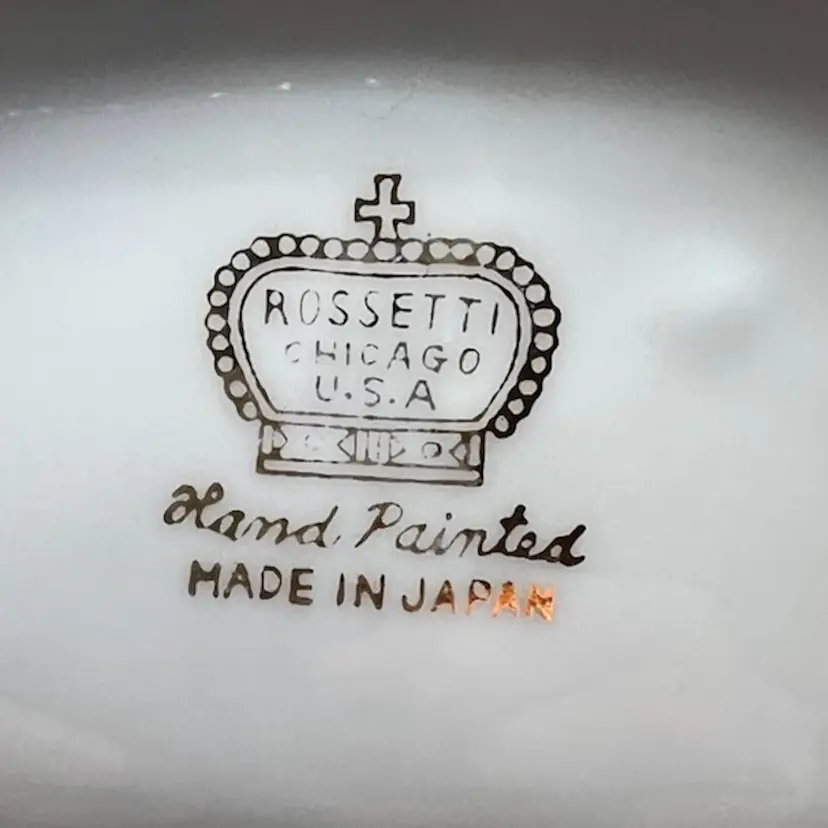 ROSSETTI
CHICAGO
U.S.A
Hand Painted
MADE IN JAPAN